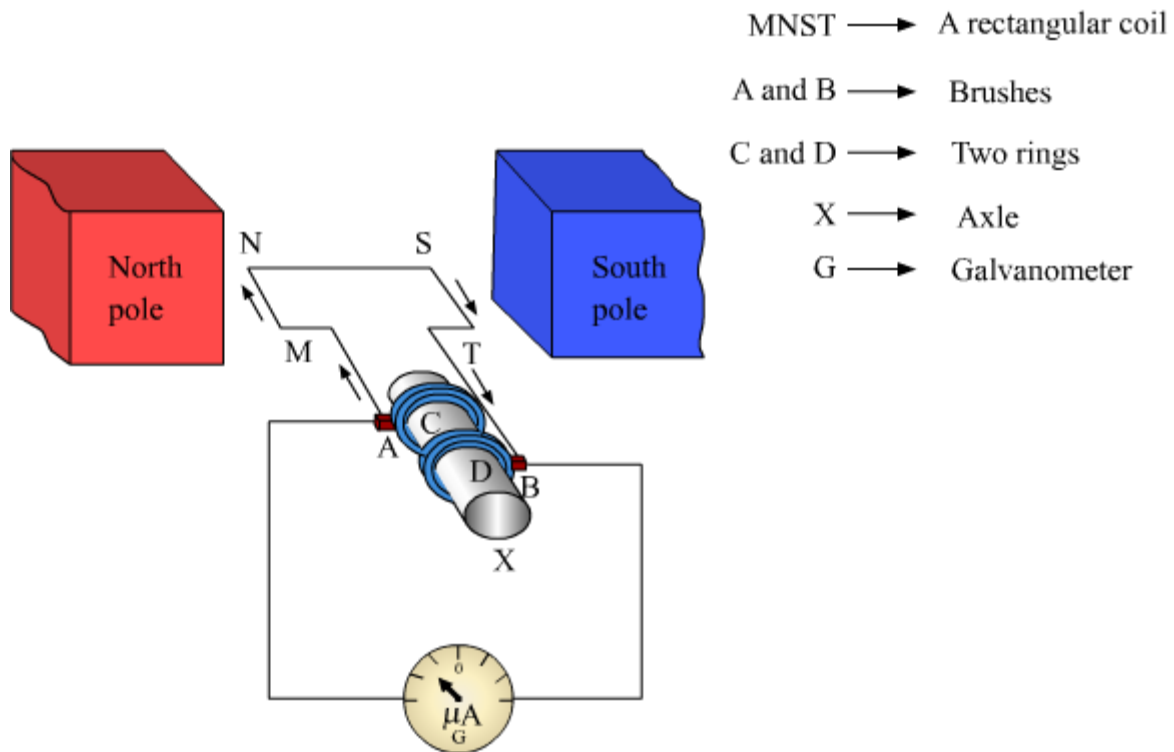 MNST → A rectangular coil
A and B → Brushes
C and D → Two rings
X → Axle
G → Galvanometer
North
pole
South
pole
N
S
M
T
C
A
D
B
X
0
µA
G